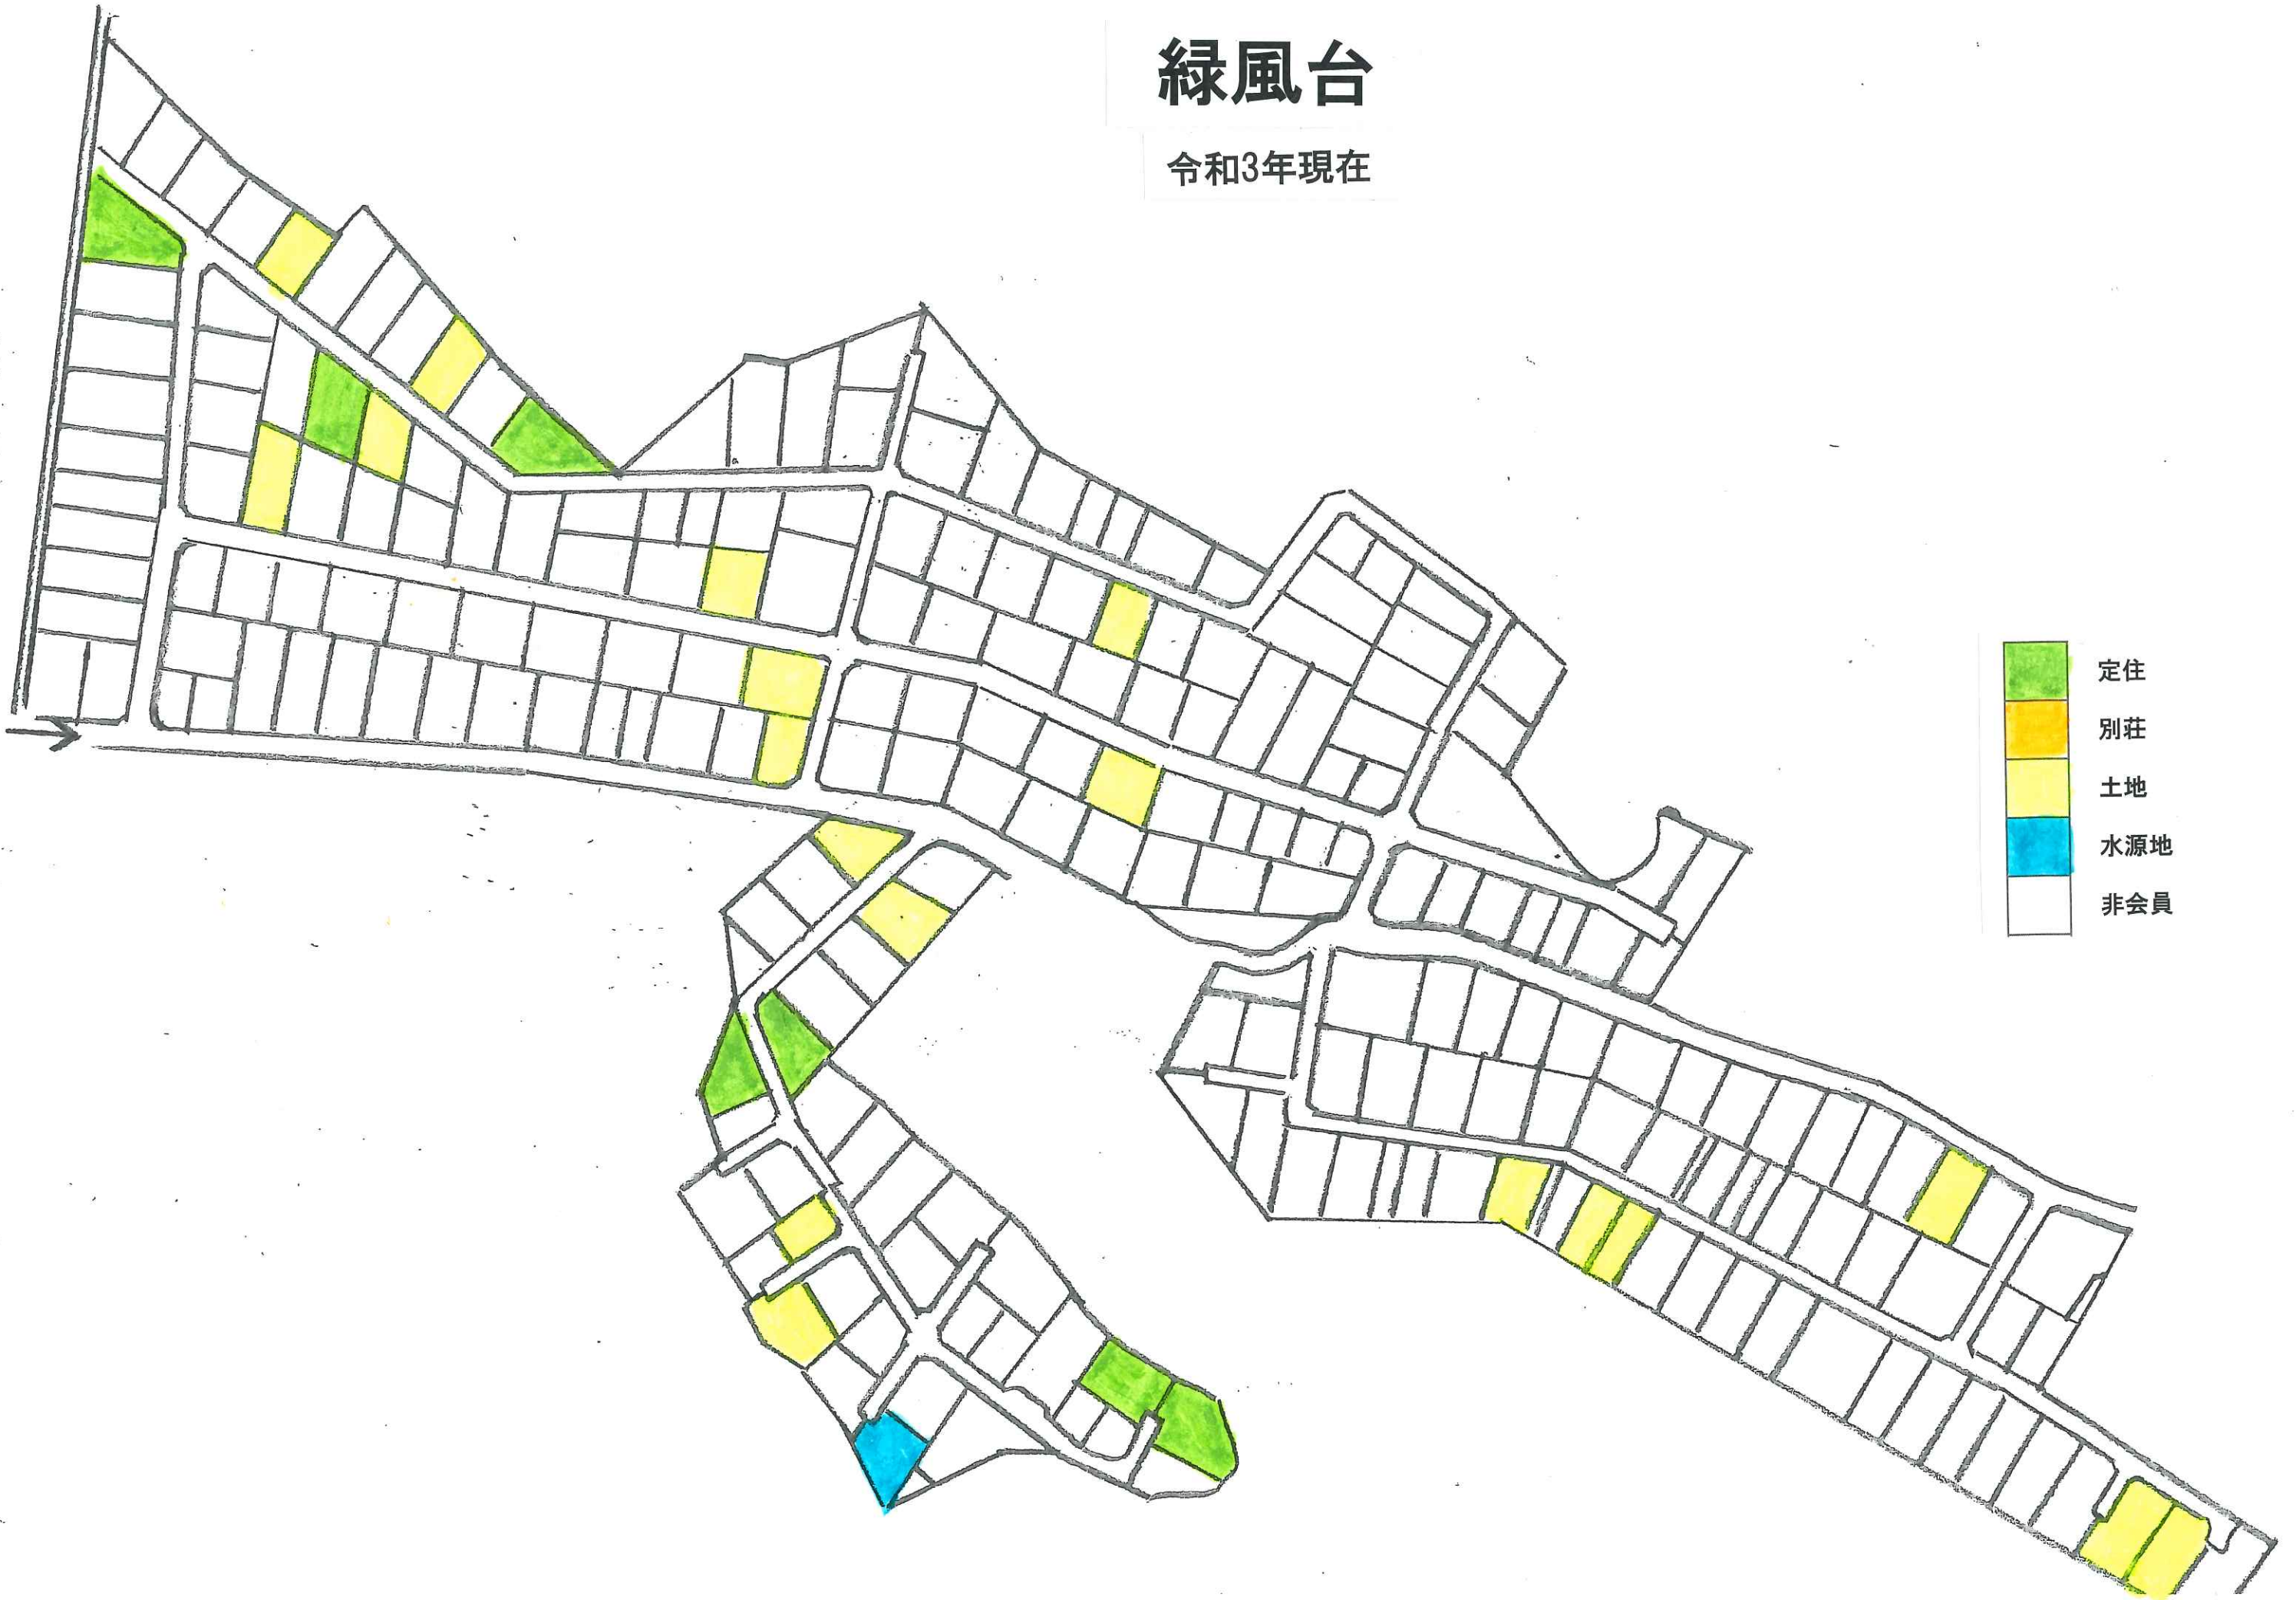 緑風台
令和3年現在
定住
別荘
土地
水源地
非会員